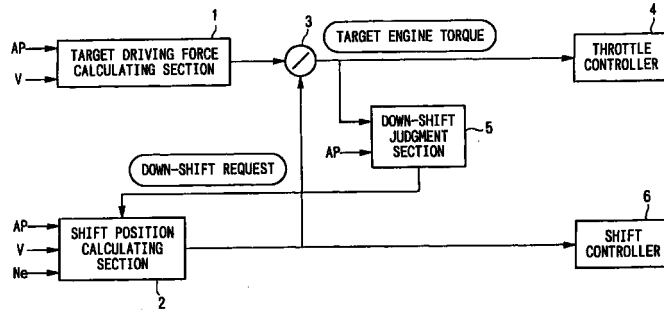 1
3
4
AP
V
TARGET DRIVING FORCE
CALCULATING SECTION
TARGET ENGINE TORQUE
THROTTLE
CONTROLLER
DOWN-SHIFT
JUDGMENT
SECTION
5
AP
DOWN-SHIFT REQUEST
6
AP
V
Ne
SHIFT POSITION
CALCULATING
SECTION
SHIFT
CONTROLLER
2